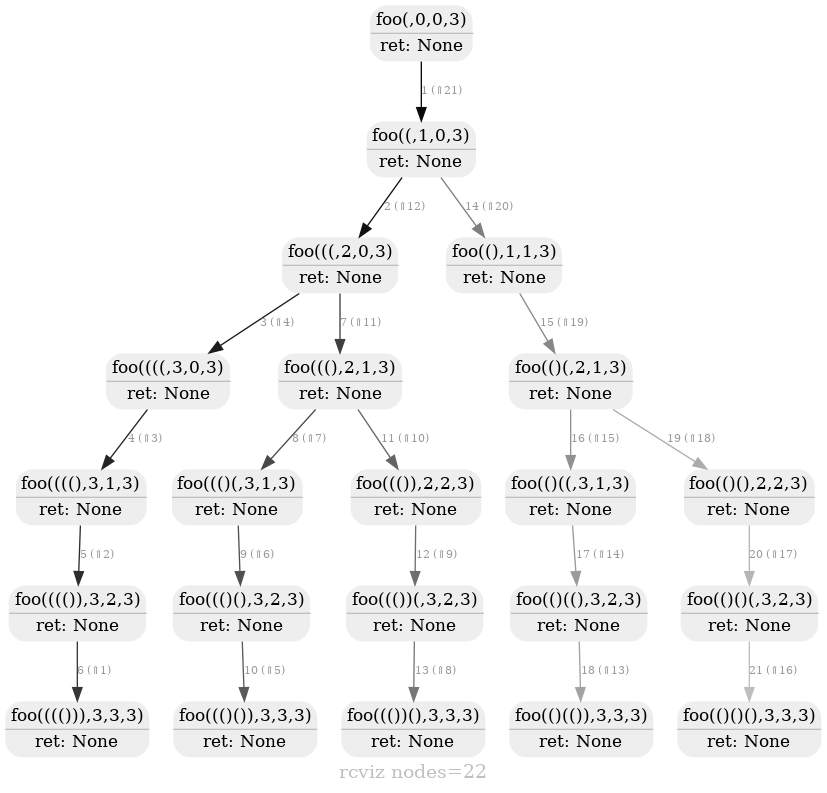 foo(,0,0,3)
ret: None
1 (⇑21)
foo((,1,0,3)
ret: None
2 (⇑12)
14 (⇑20)
foo(((,2,0,3)
ret: None
foo((),1,1,3)
ret: None
3 (⇑4)
7 (⇑11)
15 (⇑19)
foo((((,3,0,3)
ret: None
foo(((),2,1,3)
ret: None
foo(()(,2,1,3)
ret: None
4 (⇑3)
8 (⇑7)
11 (⇑10)
16 (⇑15)
19 (⇑18)
foo((((),3,1,3)
ret: None
foo((()(,3,1,3)
ret: None
foo((()),2,2,3)
ret: None
foo(()((,3,1,3)
ret: None
foo(()(),2,2,3)
ret: None
5 (⇑2)
9 (⇑6)
12 (⇑9)
17 (⇑14)
20 (⇑17)
foo(((()),3,2,3)
ret: None
foo((()(),3,2,3)
ret: None
foo((())(,3,2,3)
ret: None
foo(()((),3,2,3)
ret: None
foo(()()(,3,2,3)
ret: None
6 (⇑1)
10 (⇑5)
13 (⇑8)
18 (⇑13)
21 (⇑16)
foo(((())),3,3,3)
ret: None
foo((()()),3,3,3)
ret: None
foo((())(),3,3,3)
ret: None
foo(()(()),3,3,3)
ret: None
foo(()()(),3,3,3)
ret: None
rcviz nodes=22